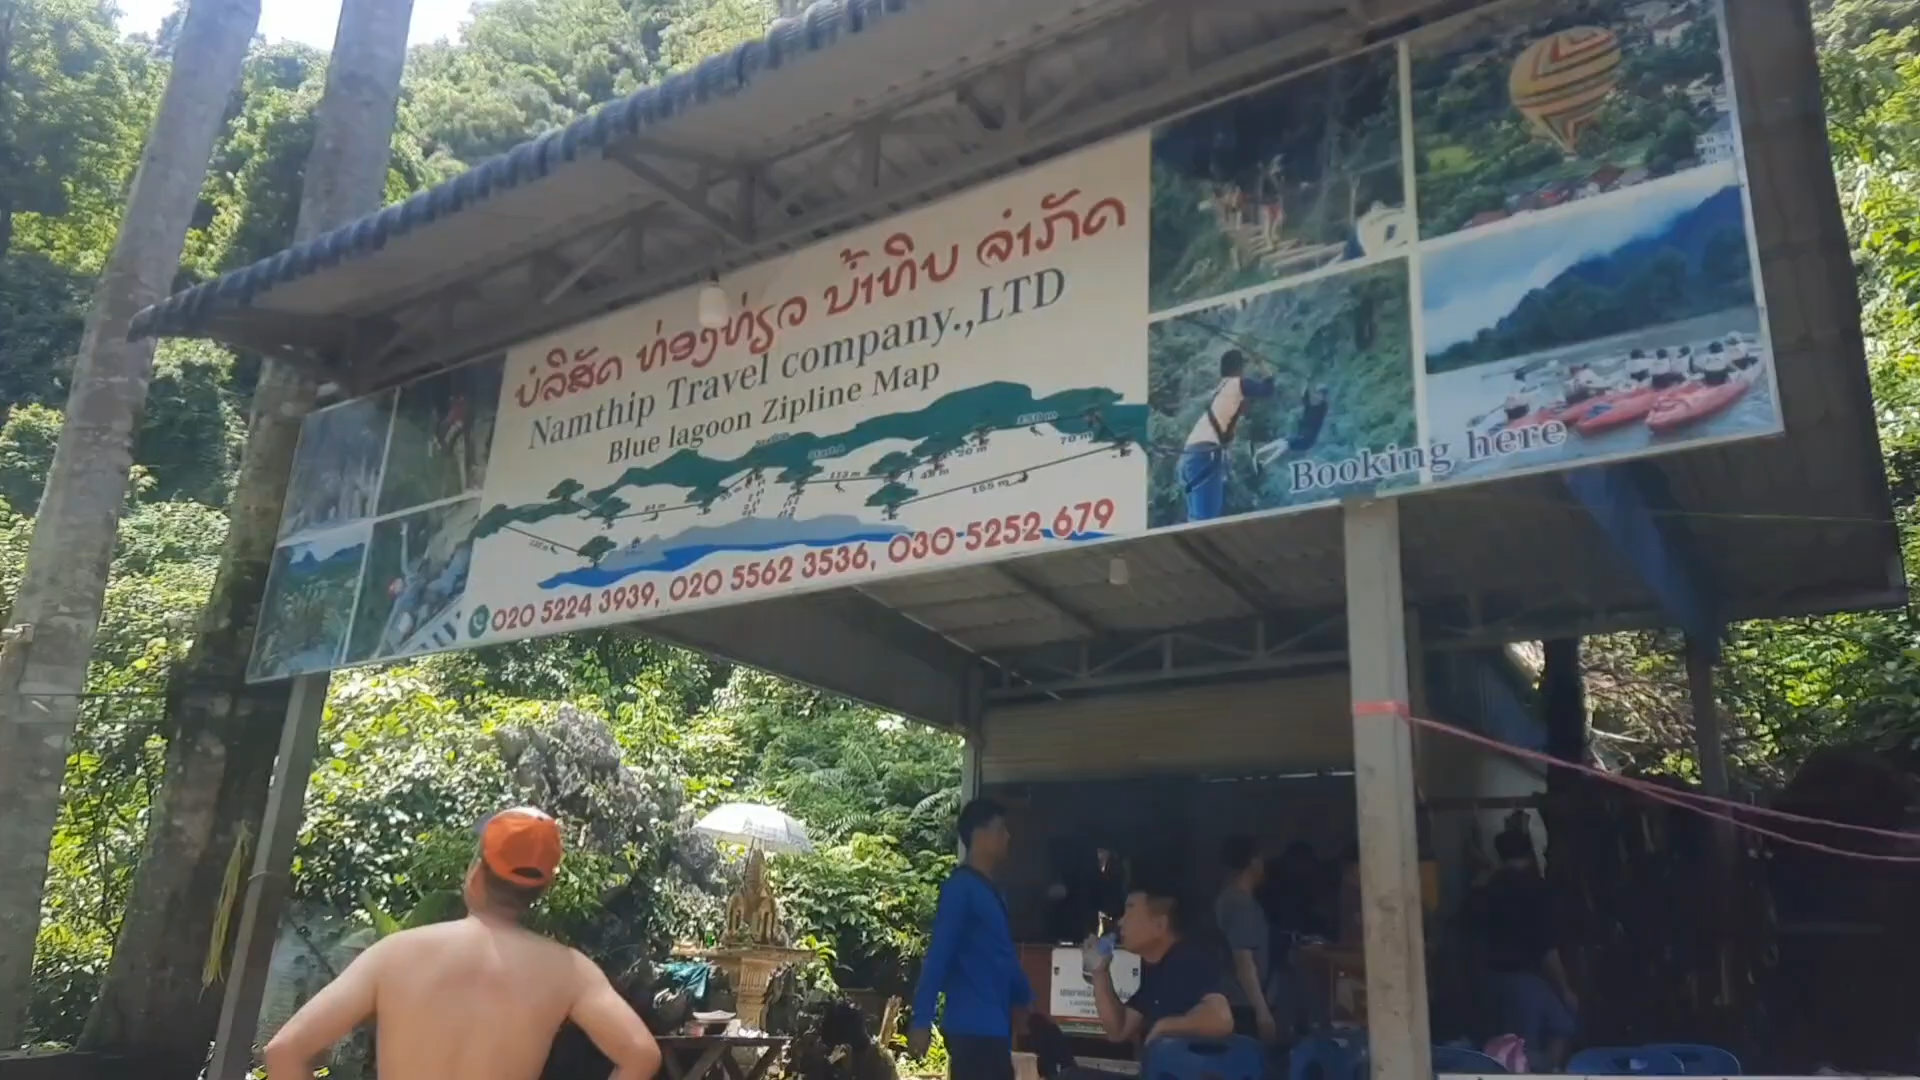 ບໍລິສັດ ທ່ອງທ່ຽວ ນ້ຳທິບ ຈຳກັດ
Namthip Travel company.,LTD
Blue lagoon Zipline Map
020 5224 3939, 020 5562 3536, 030 5252 679
Booking here